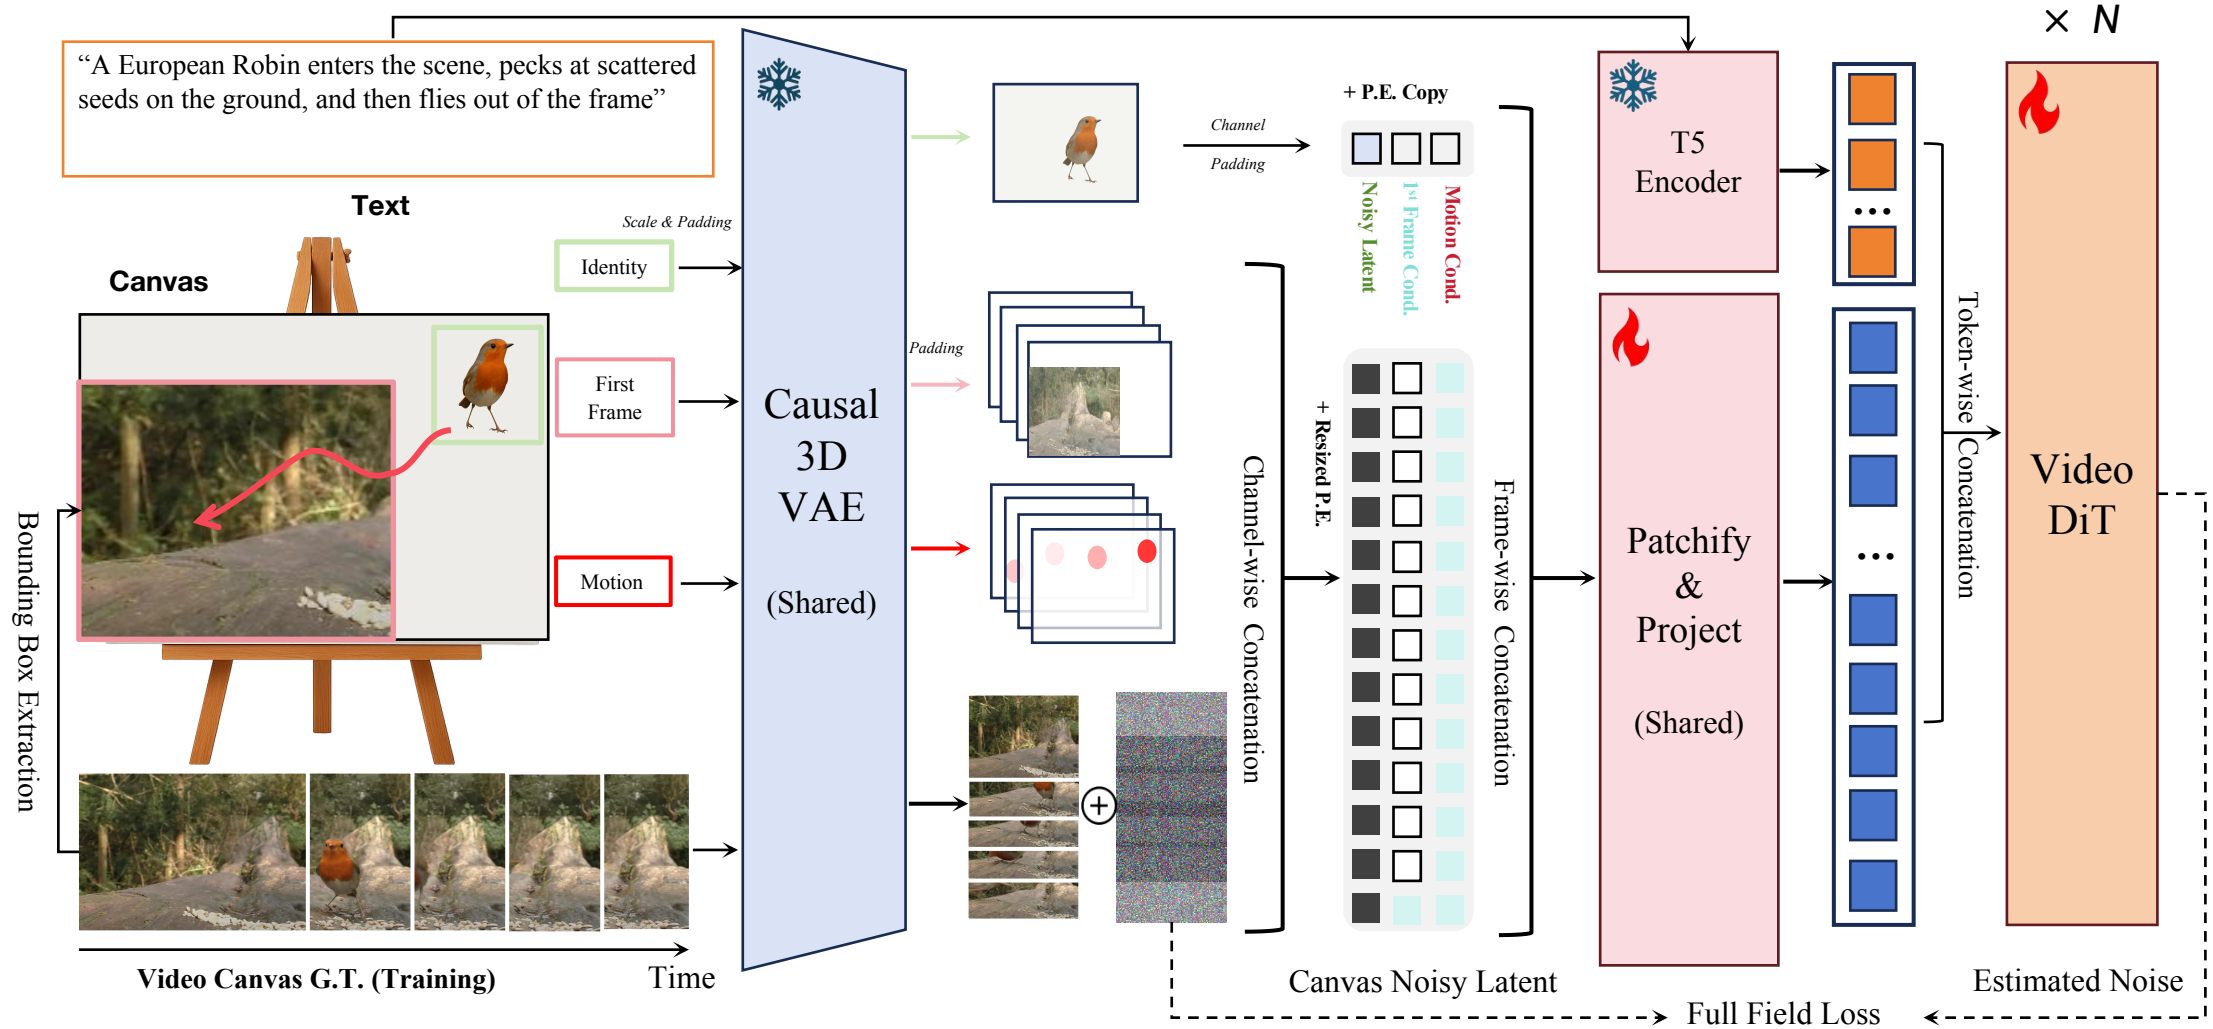 × N
“A European Robin enters the scene, pecks at scattered
seeds on the ground, and then flies out of the frame”
Text
Canvas
Scale & Padding
Identity
First
Frame
Motion
Bounding Box Extraction
Video Canvas G.T. (Training)
Time
Causal
3D
VAE
(Shared)
Padding
Channel
Padding
+ P.E. Copy
Noisy Latent
1st Frame Cond.
Motion Cond.
+ Resized P.E.
Channel-wise Concatenation
Frame-wise Concatenation
T5
Encoder
Patchify
&
Project
(Shared)
...
...
Token-wise Concatenation
Video
DiT
Canvas Noisy Latent
Estimated Noise
Full Field Loss